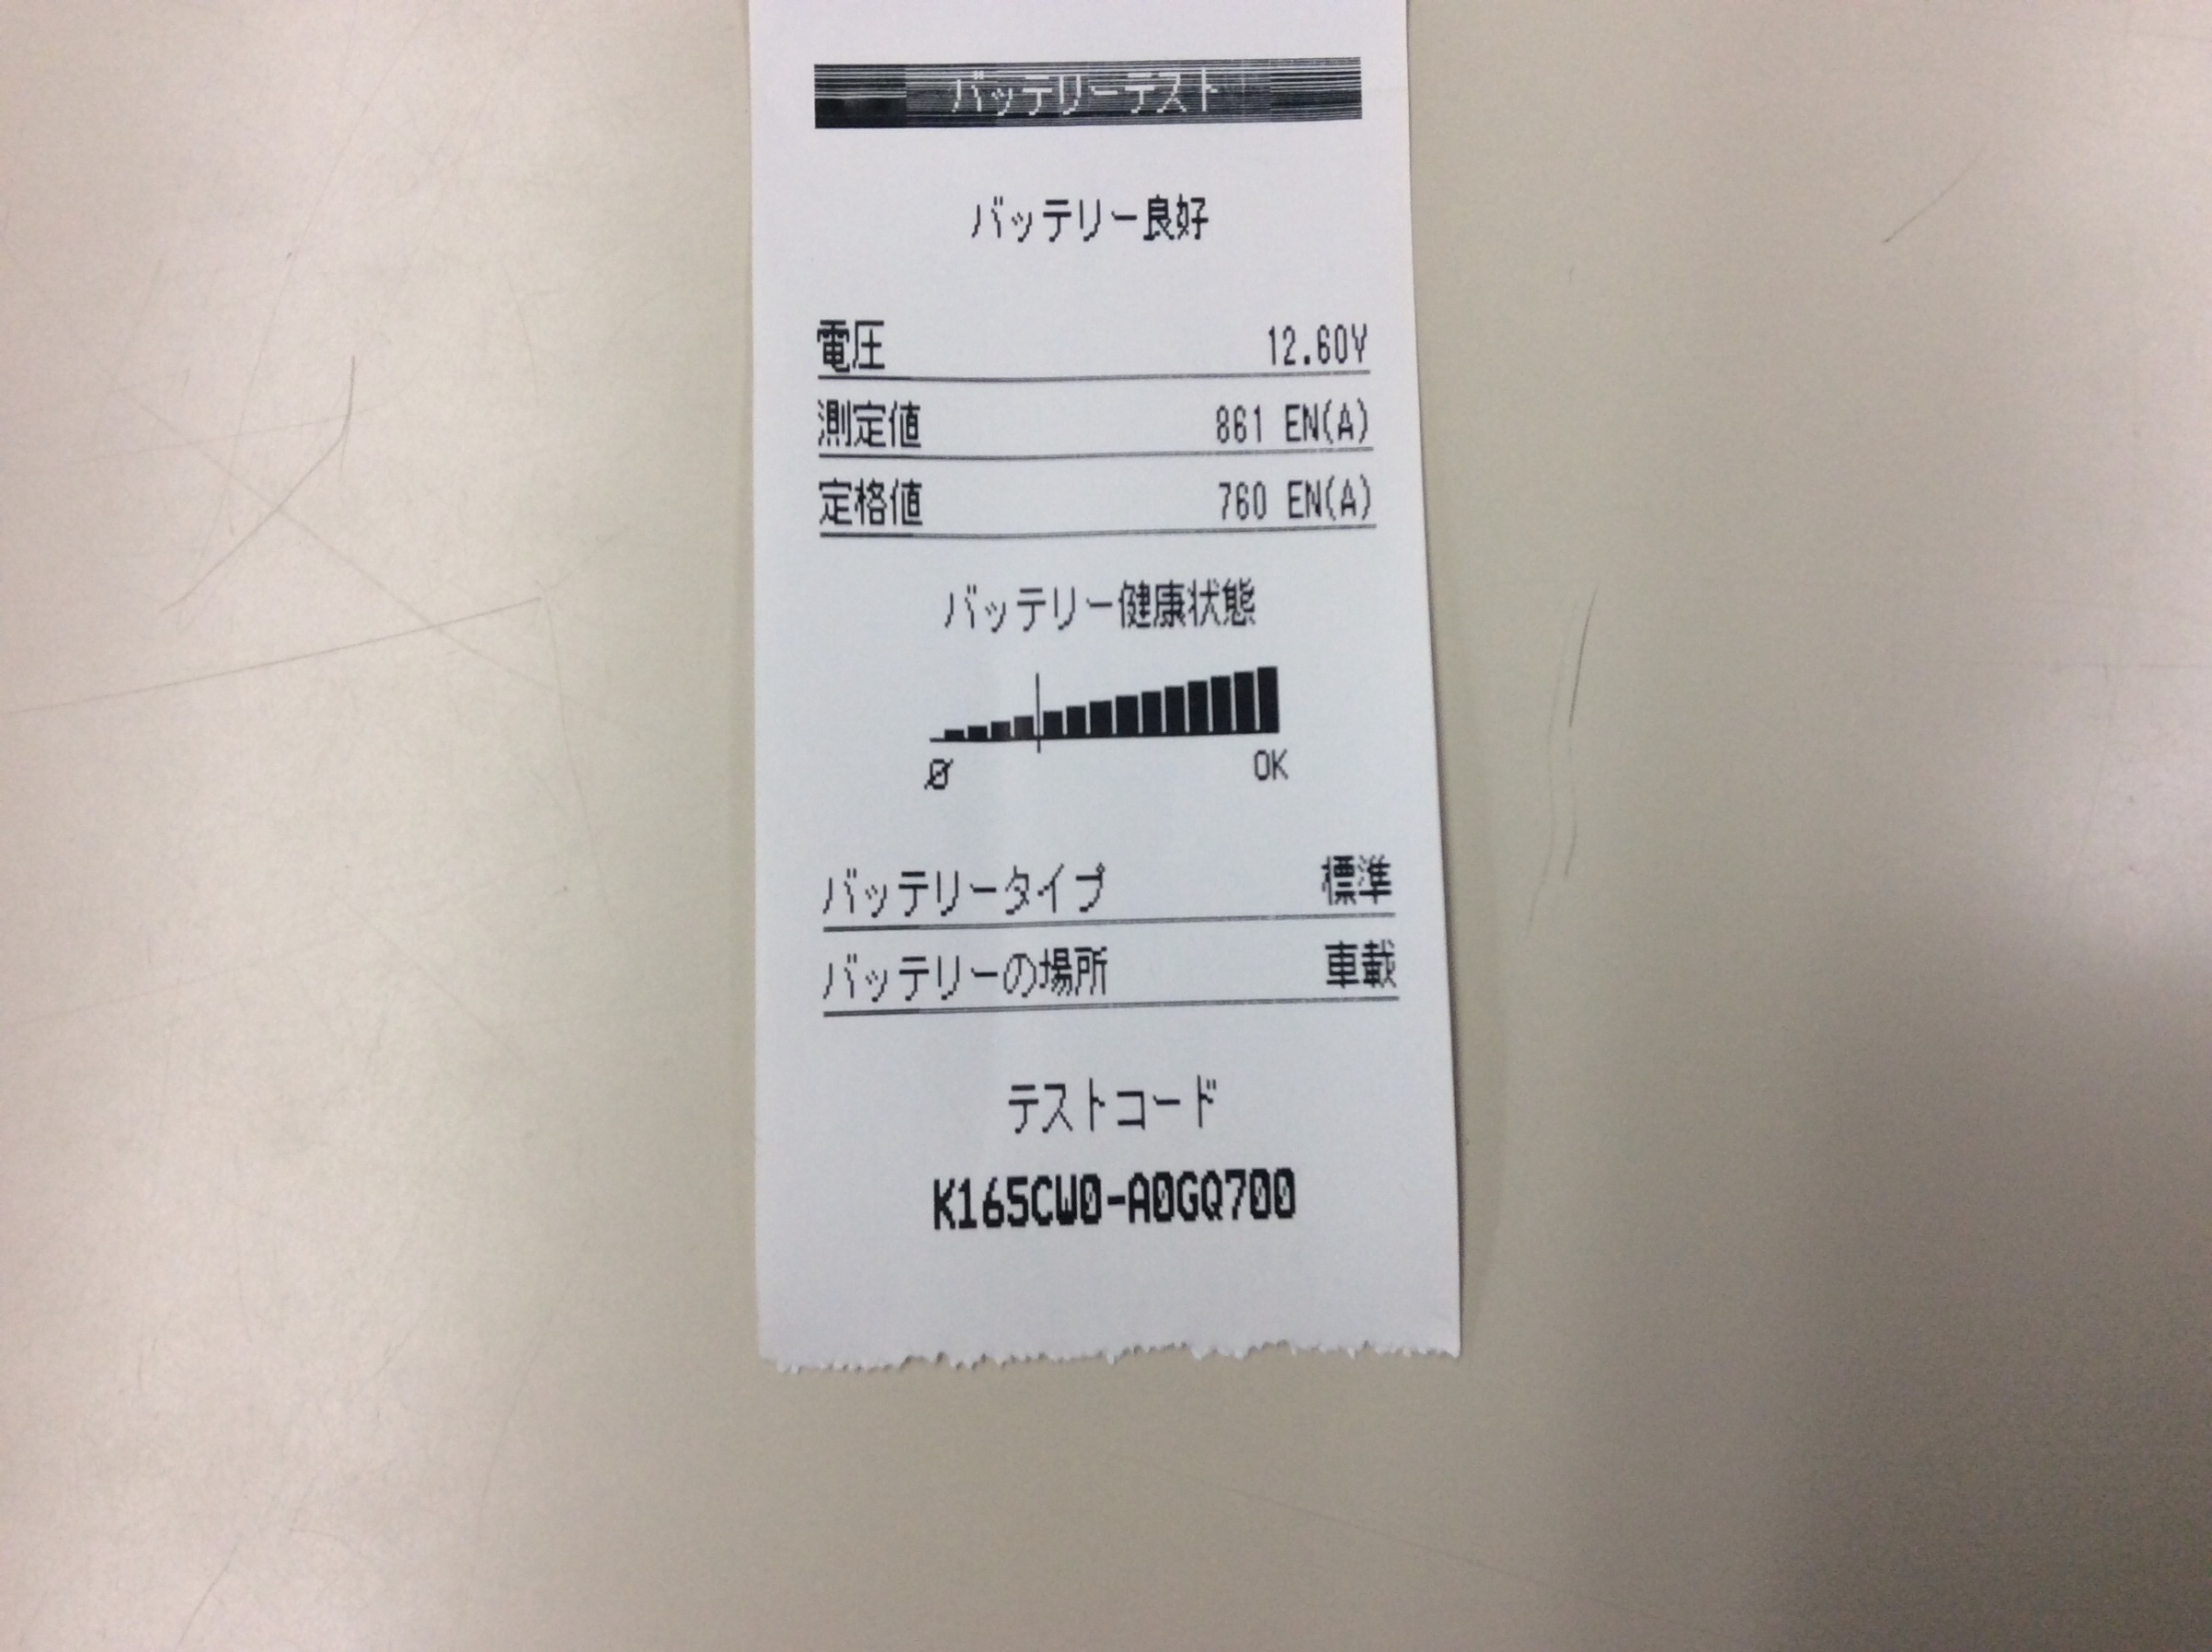 バッテリーテスト
バッテリー良好
電圧 12.60V
測定値 861 EN(A)
定格値 760 EN(A)
バッテリー健康状態
0 OK
バッテリータイプ 標準
バッテリーの場所 車載
テストコード
K165CW0-A0GQ700